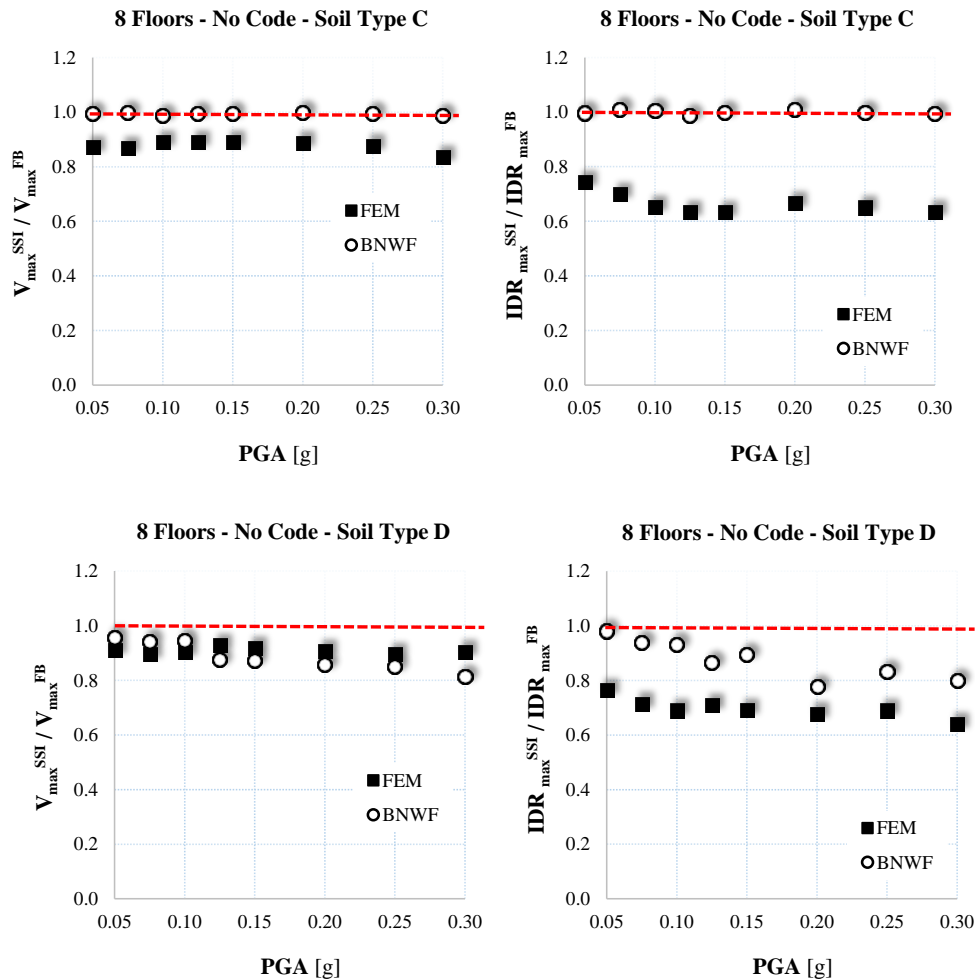 8 Floors - No Code - Soil Type C
1.2
1.0
0.8
0.6
0.4
0.2
0.0
V_max^SSI / V_max^FB
FEM
BNWF
0.05 0.10 0.15 0.20 0.25 0.30
PGA [g]
8 Floors - No Code - Soil Type C
1.2
1.0
0.8
0.6
0.4
0.2
0.0
IDR_max^SSI / IDR_max^FB
FEM
BNWF
0.05 0.10 0.15 0.20 0.25 0.30
PGA [g]
8 Floors - No Code - Soil Type D
1.2
1.0
0.8
0.6
0.4
0.2
0.0
V_max^SSI / V_max^FB
FEM
BNWF
0.05 0.10 0.15 0.20 0.25 0.30
PGA [g]
8 Floors - No Code - Soil Type D
1.2
1.0
0.8
0.6
0.4
0.2
0.0
IDR_max^SSI / IDR_max^FB
FEM
BNWF
0.05 0.10 0.15 0.20 0.25 0.30
PGA [g]